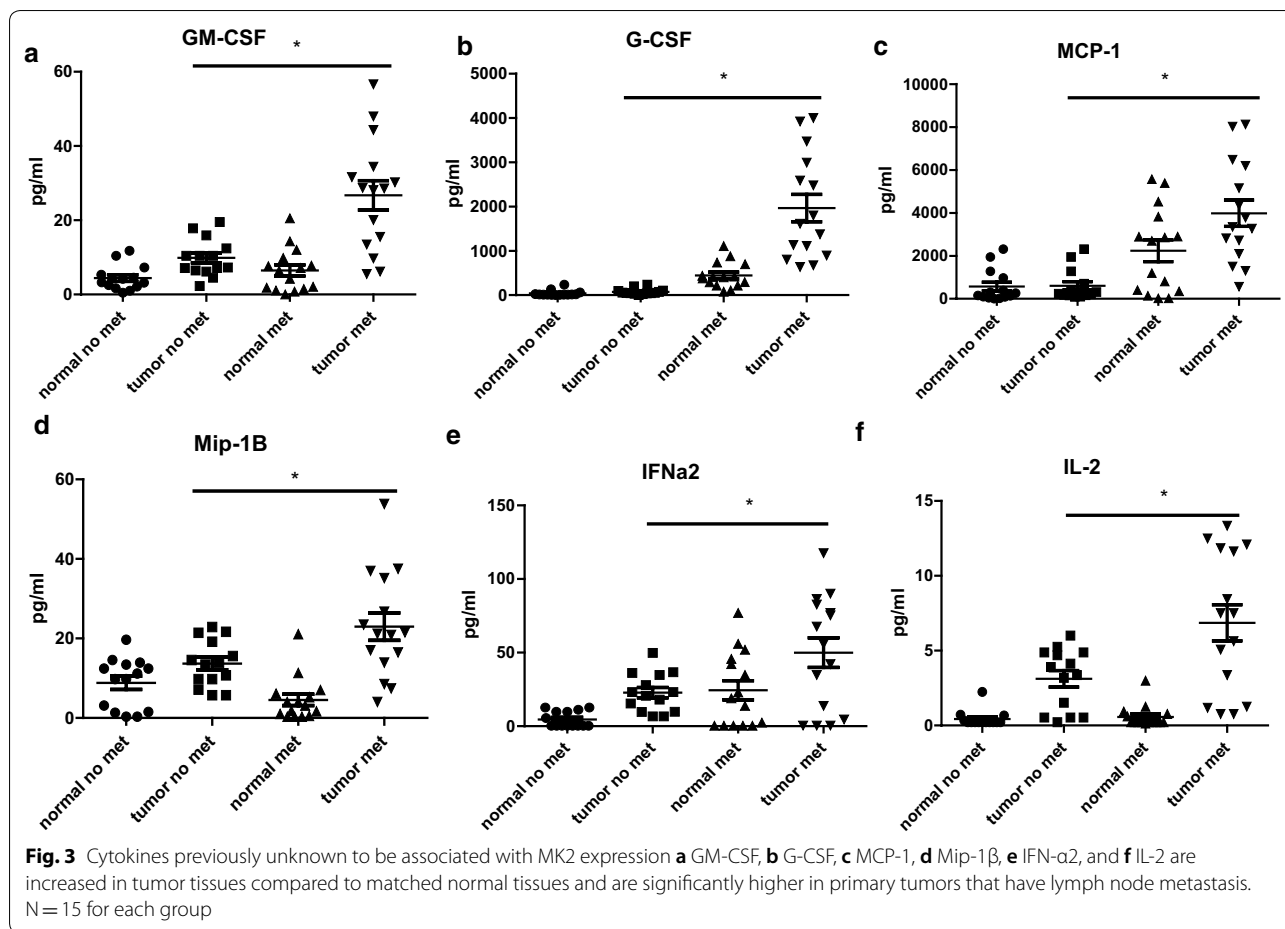 a
GM-CSF
*
60
40
20
0
pg/ml
normal no met
tumor no met
normal met
tumor met
b
G-CSF
*
5000
4000
3000
2000
1000
0
pg/ml
normal no met
tumor no met
normal met
tumor met
c
MCP-1
*
10000
8000
6000
4000
2000
0
pg/ml
normal no met
tumor no met
normal met
tumor met
d
Mip-1B
*
60
40
20
0
pg/ml
normal no met
tumor no met
normal met
tumor met
e
IFNa2
*
150
100
50
0
pg/ml
normal no met
tumor no met
normal met
tumor met
f
IL-2
*
15
10
5
0
pg/ml
normal no met
tumor no met
normal met
tumor met
Fig. 3 Cytokines previously unknown to be associated with MK2 expression a GM-CSF, b G-CSF, c MCP-1, d Mip-1β, e IFN-α2, and f IL-2 are
increased in tumor tissues compared to matched normal tissues and are significantly higher in primary tumors that have lymph node metastasis.
N = 15 for each group